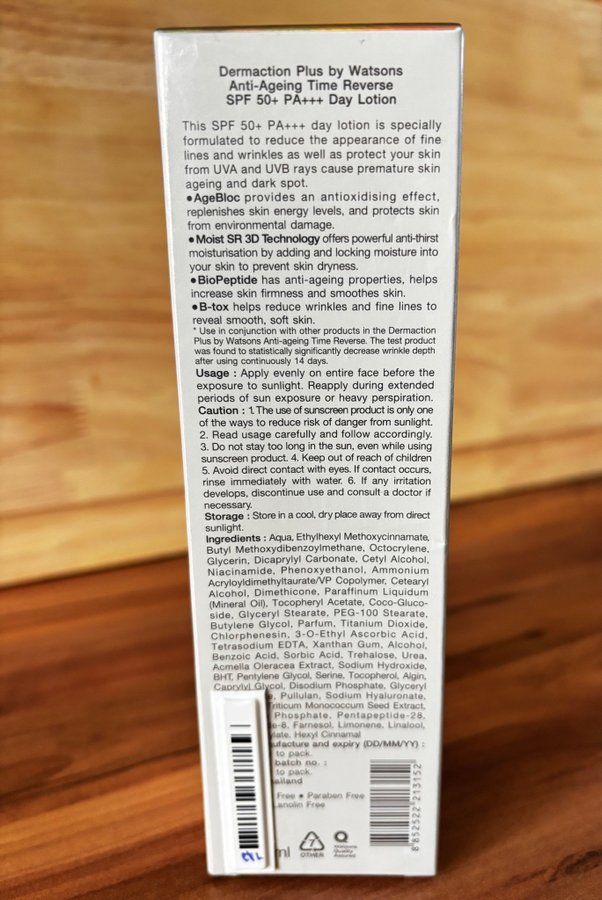 Dermaction Plus by Watsons
Anti-Ageing Time Reverse
SPF 50+ PA+++ Day Lotion
This SPF 50+ PA+++ day lotion is specially
formulated to reduce the appearance of fine
lines and wrinkles as well as protect your skin
from UVA and UVB rays cause premature skin
ageing and dark spot.
•AgeBloc provides an antioxidising effect,
replenishes skin energy levels, and protects skin
from environmental damage.
•Moist SR 3D Technology offers powerful anti-thirst
moisturisation by adding and locking moisture into
your skin to prevent skin dryness.
•BioPeptide has anti-ageing properties, helps
increase skin firmness and smoothes skin.
•B-tox helps reduce wrinkles and fine lines to
reveal smooth, soft skin.
* Use in conjunction with other products in the Dermaction
Plus by Watsons Anti-ageing Time Reverse. The test product
was found to statistically significantly decrease wrinkle depth
after using continuously 14 days.
Usage : Apply evenly on entire face before the
exposure to sunlight. Reapply during extended
periods of sun exposure or heavy perspiration.
Caution : 1. The use of sunscreen product is only one
of the ways to reduce risk of danger from sunlight.
2. Read usage carefully and follow accordingly.
3. Do not stay too long in the sun, even while using
sunscreen product. 4. Keep out of reach of children
5. Avoid direct contact with eyes. If contact occurs,
rinse immediately with water. 6. If any irritation
develops, discontinue use and consult a doctor if
necessary.
Storage : Store in a cool, dry place away from direct
sunlight.
Ingredients : Aqua, Ethylhexyl Methoxycinnamate,
Butyl Methoxydibenzoylmethane, Octocrylene,
Glycerin, Dicaprylyl Carbonate, Cetyl Alcohol,
Niacinamide, Phenoxyethanol, Ammonium
Acryloyldimethyltaurate/VP Copolymer, Cetearyl
Alcohol, Dimethicone, Paraffinum Liquidum
(Mineral Oil), Tocopheryl Acetate, Coco-Gluco-
side, Glyceryl Stearate, PEG-100 Stearate,
Butylene Glycol, Parfum, Titanium Dioxide,
Chlorphenesin, 3-O-Ethyl Ascorbic Acid,
Tetrasodium EDTA, Xanthan Gum, Alcohol,
Benzoic Acid, Sorbic Acid, Trehalose, Urea,
Acmella Oleracea Extract, Sodium Hydroxide,
BHT, Pentylene Glycol, Serine, Tocopherol, Algin,
Caprylyl Glycol, Disodium Phosphate, Glyceryl
Pullulan, Sodium Hyaluronate,
Triticum Monococcum Seed Extract,
Phosphate, Pentapeptide-28,
-8, Farnesol, Limonene, Linalool,
Hexyl Cinnamal
and expiry (DD/MM/YY) :
to pack.
batch no. :
to pack.
Free • Paraben Free
Lanolin Free
ml
7
OTHER
Watsons
Quality
Assured
8 852522 213152